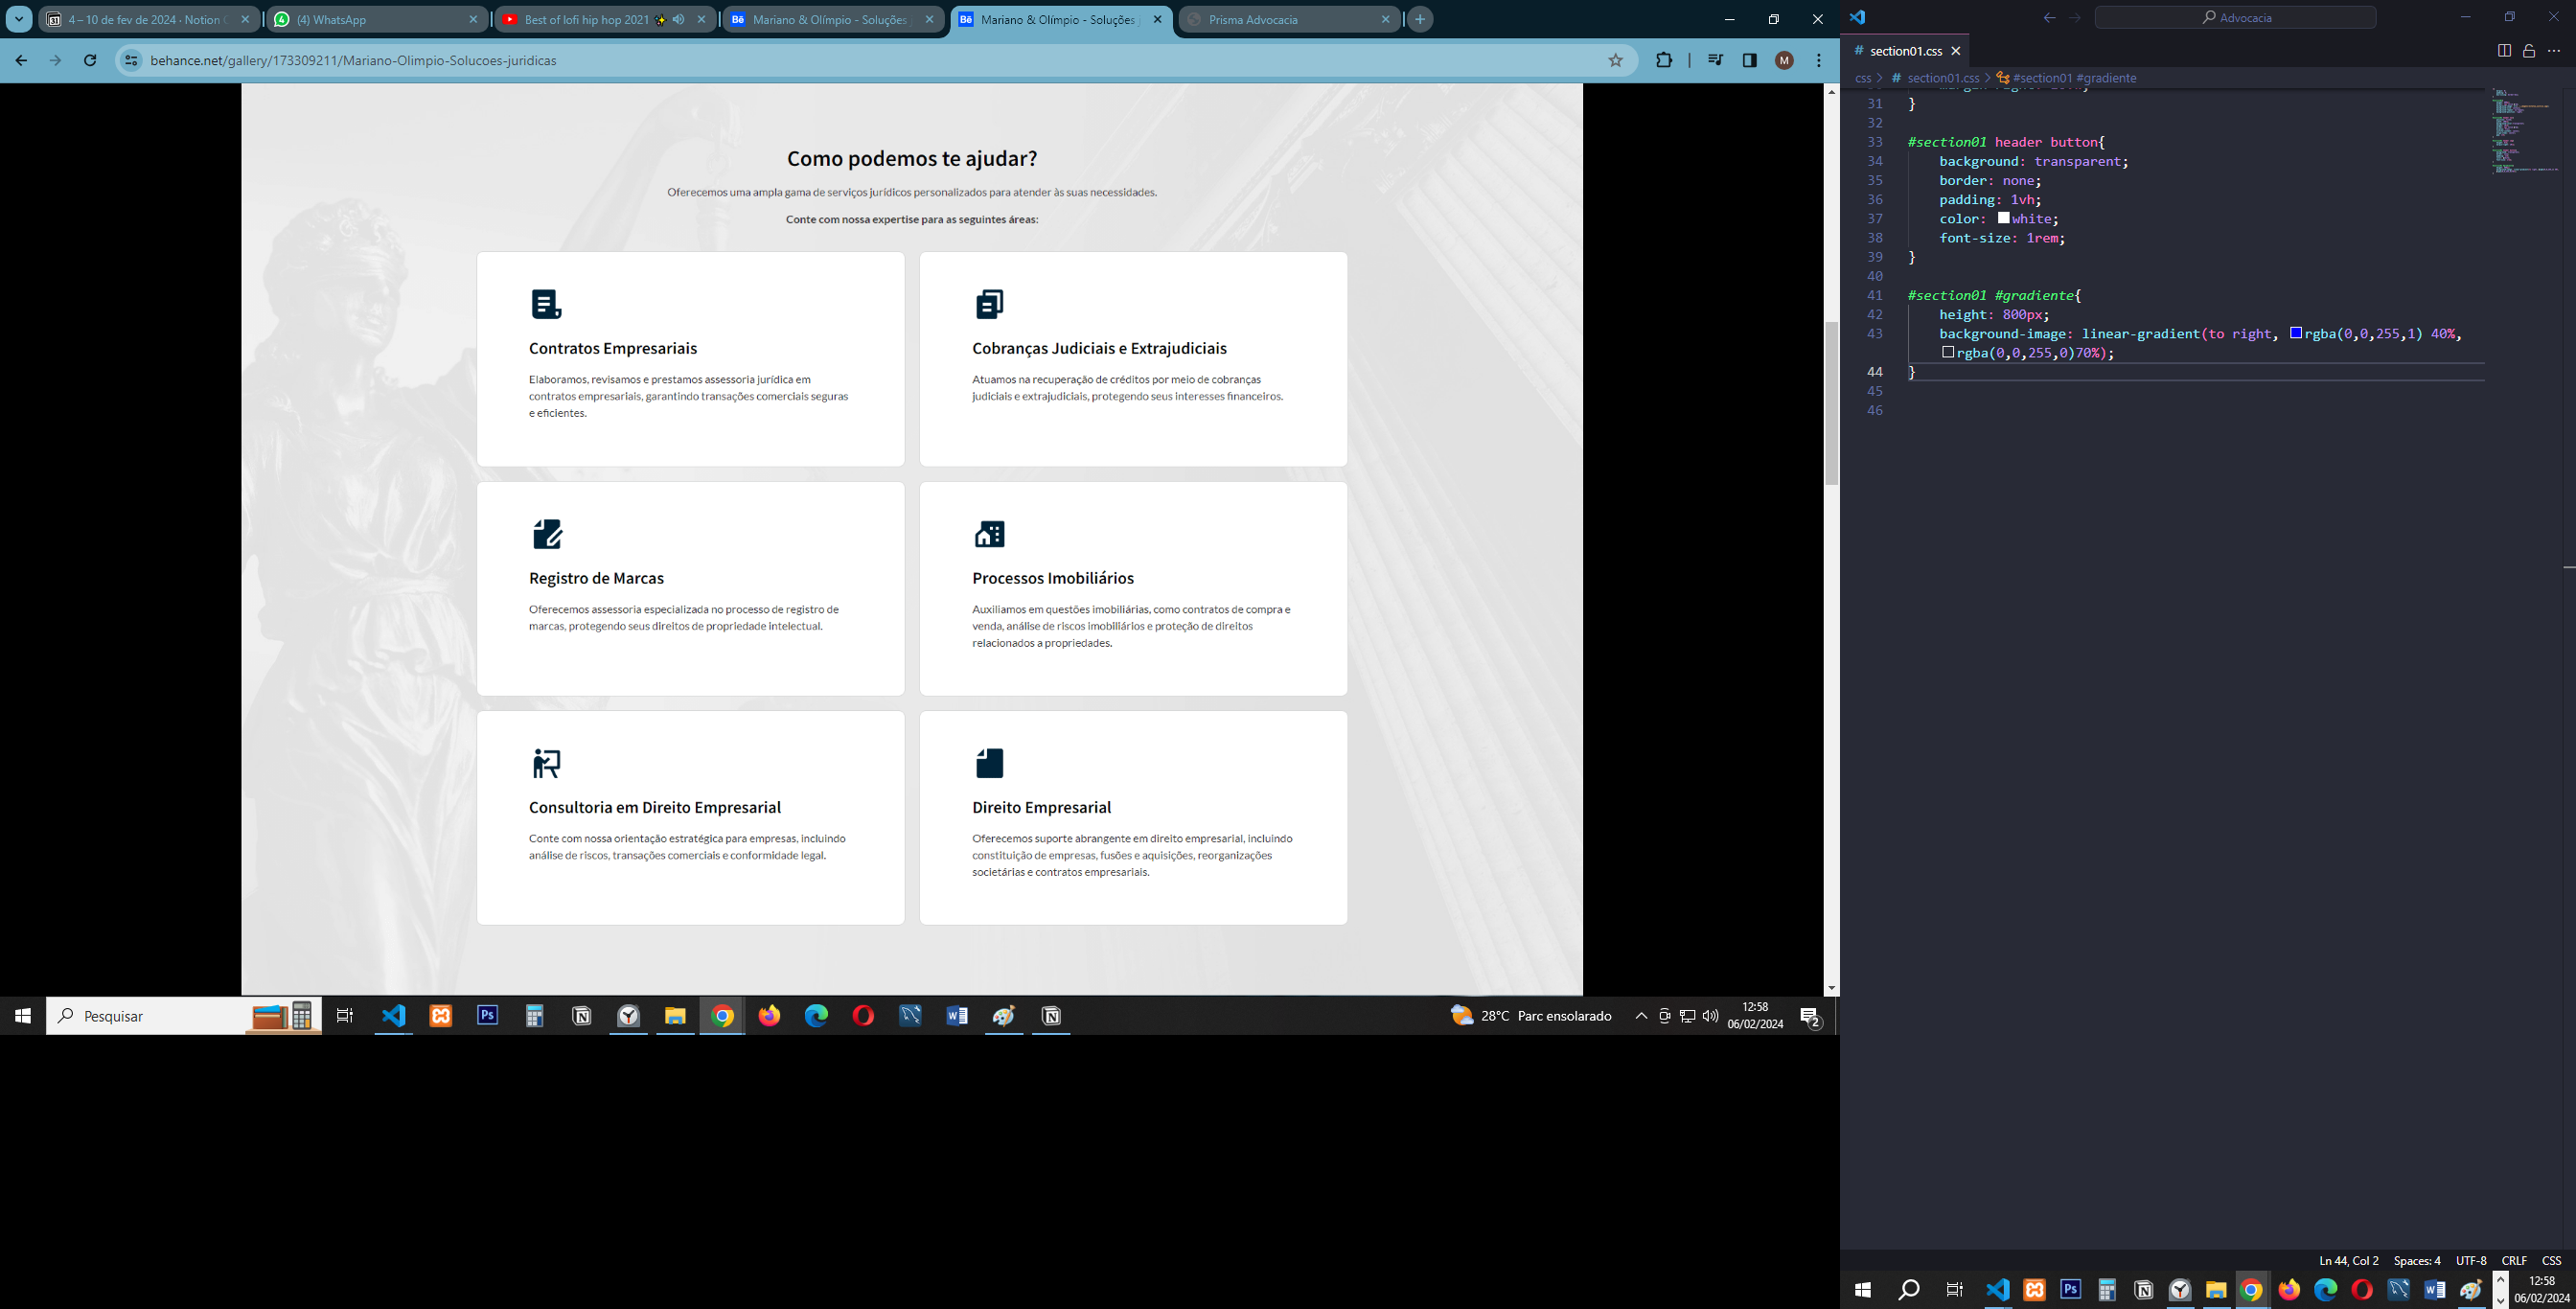 4 – 10 de fev de 2024 · Notion C
(4) WhatsApp
Best of lofi hip hop 2021
Mariano & Olímpio - Soluções
Mariano & Olímpio - Soluções
Prisma Advocacia
behance.net/gallery/173309211/Mariano-Olimpio-Solucoes-juridicas
M
Como podemos te ajudar?
Oferecemos uma ampla gama de serviços jurídicos personalizados para atender às suas necessidades.
Conte com nossa expertise para as seguintes áreas:
Contratos Empresariais
Elaboramos, revisamos e prestamos assessoria jurídica em
contratos empresariais, garantindo transações comerciais seguras
e eficientes.
Cobranças Judiciais e Extrajudiciais
Atuamos na recuperação de créditos por meio de cobranças
judiciais e extrajudiciais, protegendo seus interesses financeiros.
Registro de Marcas
Oferecemos assessoria especializada no processo de registro de
marcas, protegendo seus direitos de propriedade intelectual.
Processos Imobiliários
Auxiliamos em questões imobiliárias, como contratos de compra e
venda, análise de riscos imobiliários e proteção de direitos
relacionados a propriedades.
Consultoria em Direito Empresarial
Conte com nossa orientação estratégica para empresas, incluindo
análise de riscos, transações comerciais e conformidade legal.
Direito Empresarial
Oferecemos suporte abrangente em direito empresarial, incluindo
constituição de empresas, fusões e aquisições, reorganizações
societárias e contratos empresariais.
Pesquisar
28°C Parc ensolarado
12:58
06/02/2024
2
Advocacia
# section01.css
css > # section01.css > #section01 #gradiente
31 }
32
33 #section01 header button{
34 background: transparent;
35 border: none;
36 padding: 1vh;
37 color: white;
38 font-size: 1rem;
39 }
40
41 #section01 #gradiente{
42 height: 800px;
43 background-image: linear-gradient(to right, rgba(0,0,255,1) 40%,
rgba(0,0,255,0)70%);
44 }
45
46
Ln 44, Col 2 Spaces: 4 UTF-8 CRLF CSS
12:58
06/02/2024